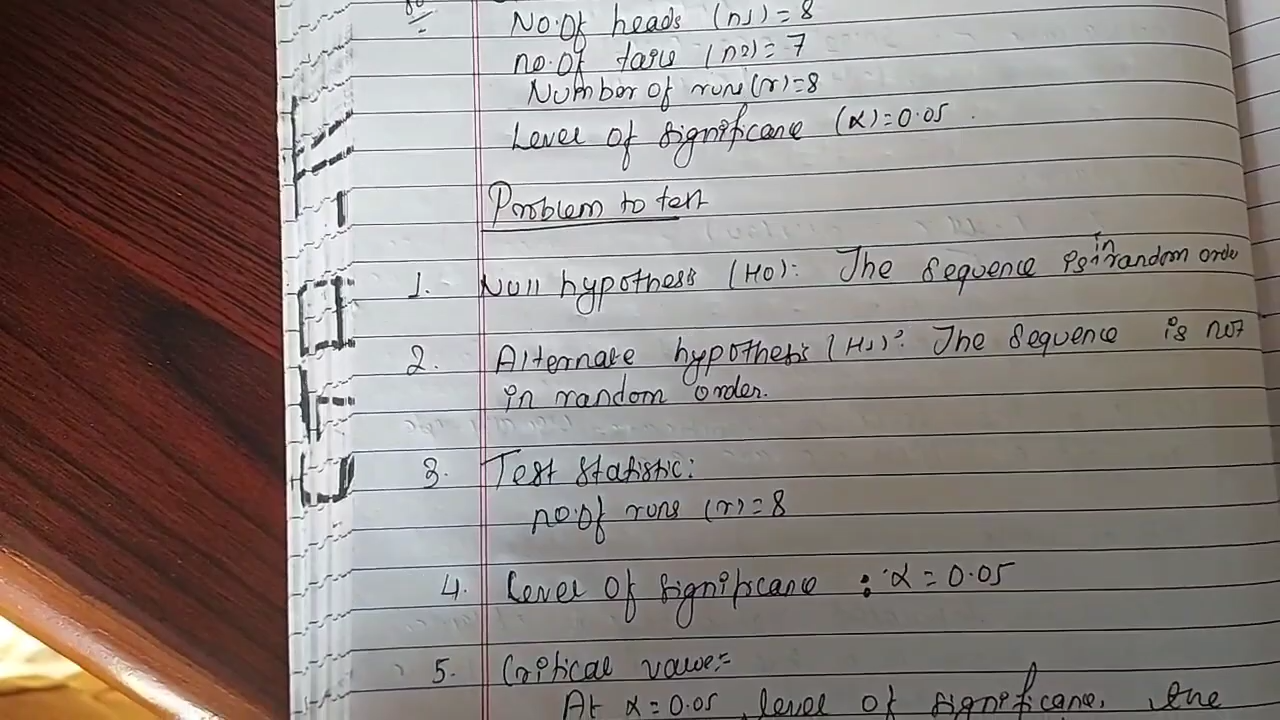 No. Of heads (n1) = 8
no. Of tails (n2) = 7
Number of runs (r) = 8
Level of significane (α) = 0.05.
Problem to test
1. Null hypothesis (H0): The sequence is in random order
2. Alternate hypothesis (H1): The sequence is not
in random order.
3. Test statistic:
no. of runs (r) = 8
4. Level Of significane : α = 0.05
5. Critical value:-
At α = 0.05 level of significane, the